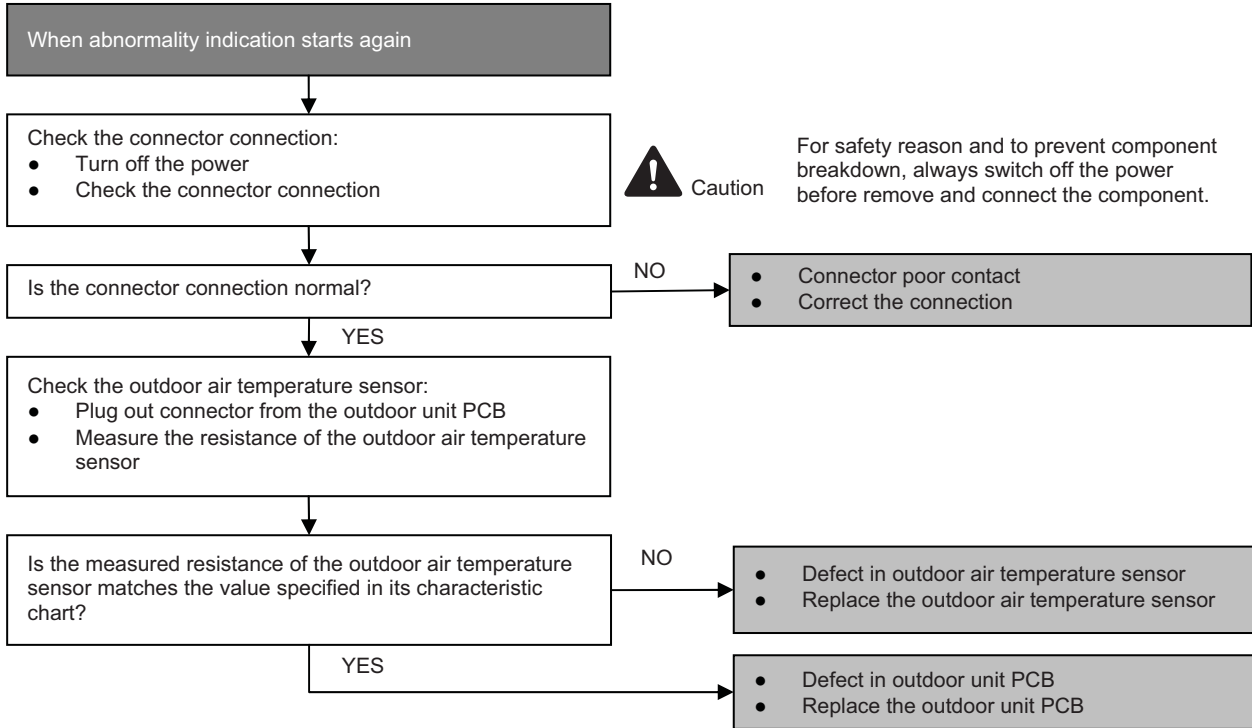 When abnormality indication starts again
Check the connector connection:
● Turn off the power
● Check the connector connection
Caution
For safety reason and to prevent component
breakdown, always switch off the power
before remove and connect the component.
Is the connector connection normal?
NO
● Connector poor contact
● Correct the connection
YES
Check the outdoor air temperature sensor:
● Plug out connector from the outdoor unit PCB
● Measure the resistance of the outdoor air temperature
sensor
Is the measured resistance of the outdoor air temperature
sensor matches the value specified in its characteristic
chart?
NO
● Defect in outdoor air temperature sensor
● Replace the outdoor air temperature sensor
YES
● Defect in outdoor unit PCB
● Replace the outdoor unit PCB